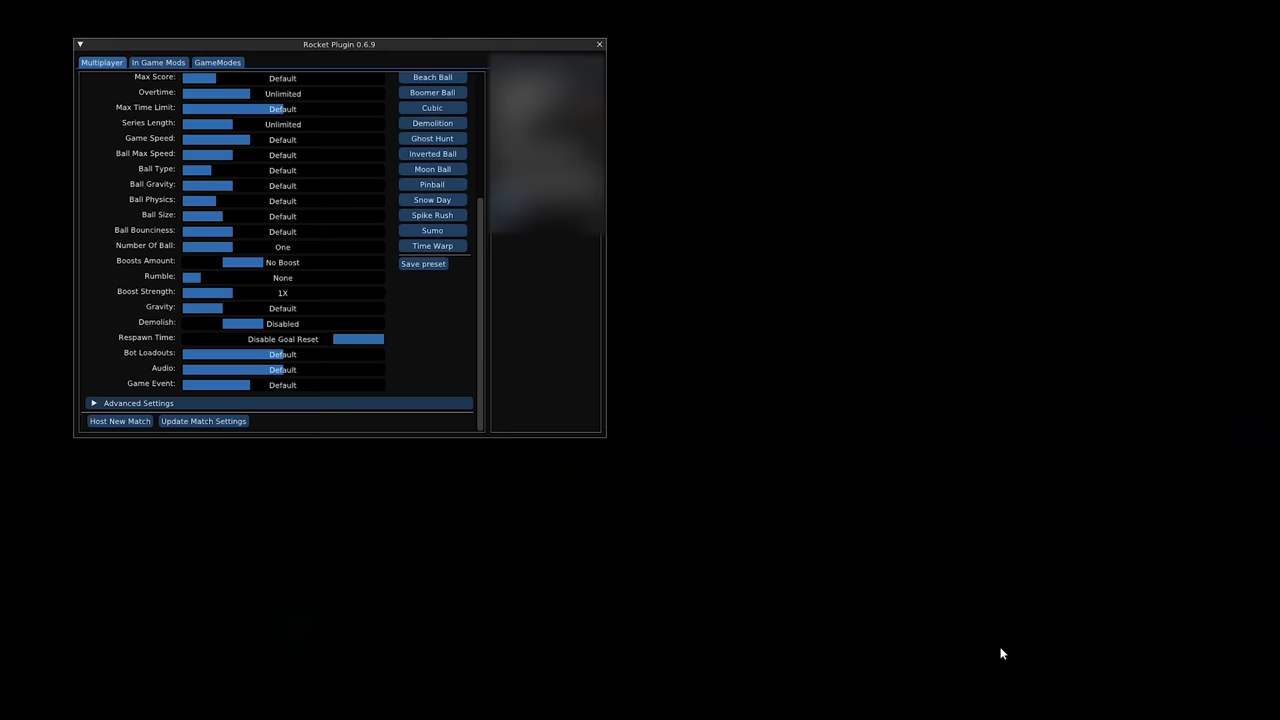 Rocket Plugin 0.6.9
Multiplayer In Game Mods GameModes
Max Score: Default Beach Ball
Overtime: Unlimited Boomer Ball
Max Time Limit: Default Cubic
Series Length: Unlimited Demolition
Game Speed: Default Ghost Hunt
Ball Max Speed: Default Inverted Ball
Ball Type: Default Moon Ball
Ball Gravity: Default Pinball
Ball Physics: Default Snow Day
Ball Size: Default Spike Rush
Ball Bounciness: Default Sumo
Number Of Ball: One Time Warp
Boosts Amount: No Boost Save preset
Rumble: None
Boost Strength: 1X
Gravity: Default
Demolish: Disabled
Respawn Time: Disable Goal Reset
Bot Loadouts: Default
Audio: Default
Game Event: Default
Advanced Settings
Host New Match Update Match Settings